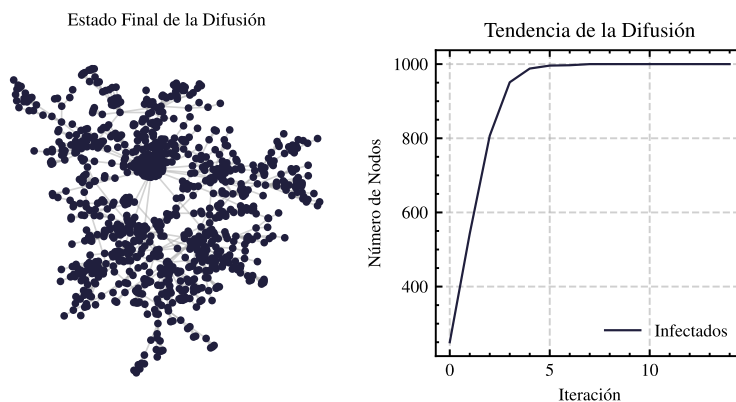 Estado Final de la Difusión
Tendencia de la Difusión
1000
800
600
400
Número de Nodos
Infectados
0
5
10
Iteración